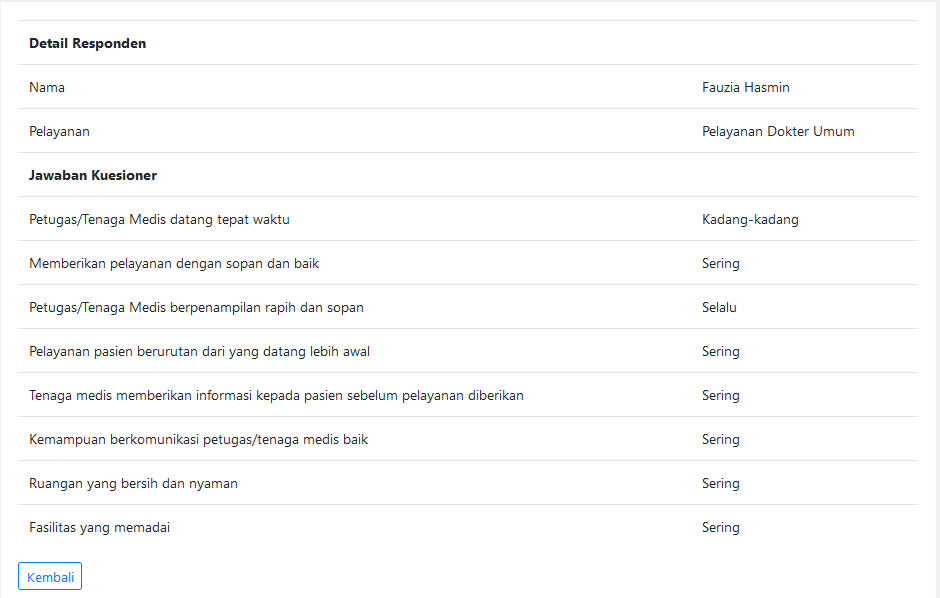 Detail Responden
Nama Fauzia Hasmin
Pelayanan Pelayanan Dokter Umum
Jawaban Kuesioner
Petugas/Tenaga Medis datang tepat waktu Kadang-kadang
Memberikan pelayanan dengan sopan dan baik Sering
Petugas/Tenaga Medis berpenampilan rapih dan sopan Selalu
Pelayanan pasien berurutan dari yang datang lebih awal Sering
Tenaga medis memberikan informasi kepada pasien sebelum pelayanan diberikan Sering
Kemampuan berkomunikasi petugas/tenaga medis baik Sering
Ruangan yang bersih dan nyaman Sering
Fasilitas yang memadai Sering
Kembali